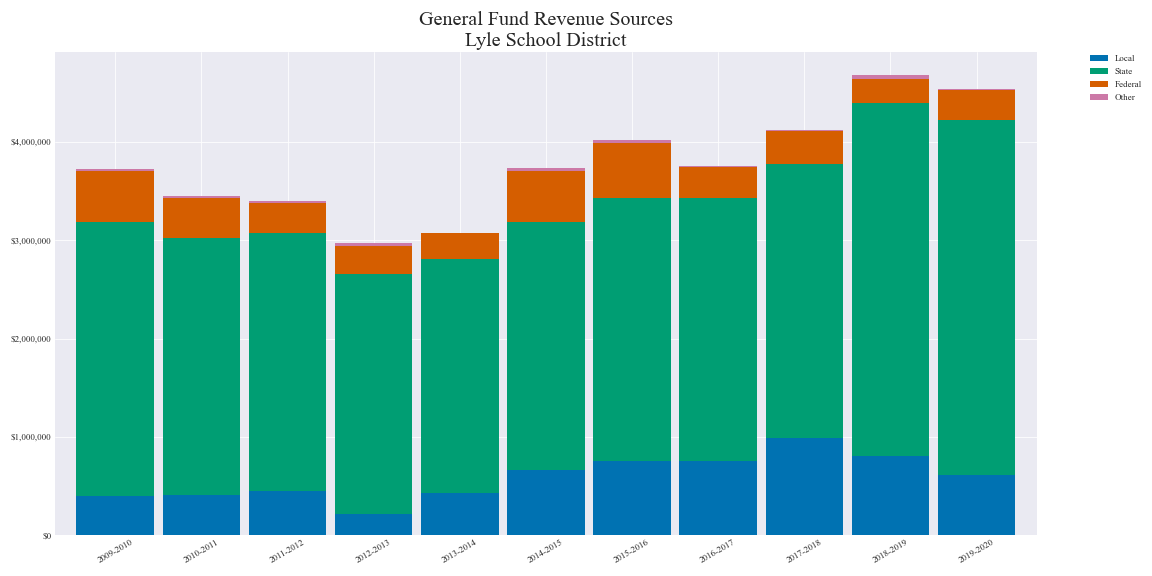 General Fund Revenue Sources
Lyle School District
Local
State
Federal
Other
$4,000,000
$3,000,000
$2,000,000
$1,000,000
$0
2009-2010
2010-2011
2011-2012
2012-2013
2013-2014
2014-2015
2015-2016
2016-2017
2017-2018
2018-2019
2019-2020